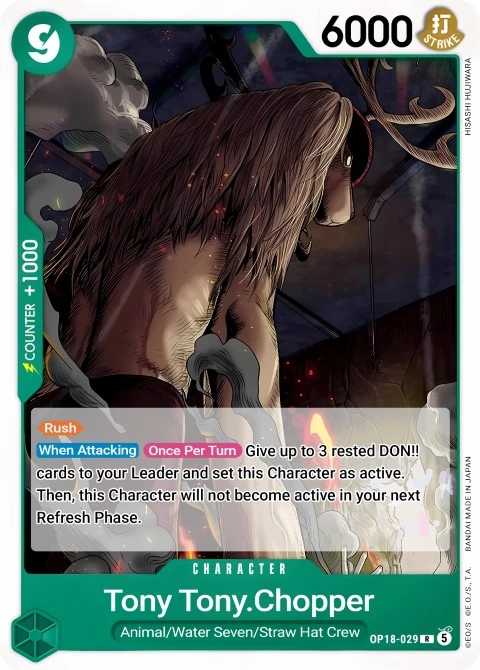 9
6000
打
STRIKE
HISASHI HUJIWARA
COUNTER +1000
Rush
When Attacking Once Per Turn Give up to 3 rested DON!!
cards to your Leader and set this Character as active.
Then, this Character will not become active in your next
Refresh Phase.
CHARACTER
Tony Tony.Chopper
Animal/Water Seven/Straw Hat Crew
OP18-029 R 5
©EO/S ©E.O./S., T.A. BANDAI MADE IN JAPAN